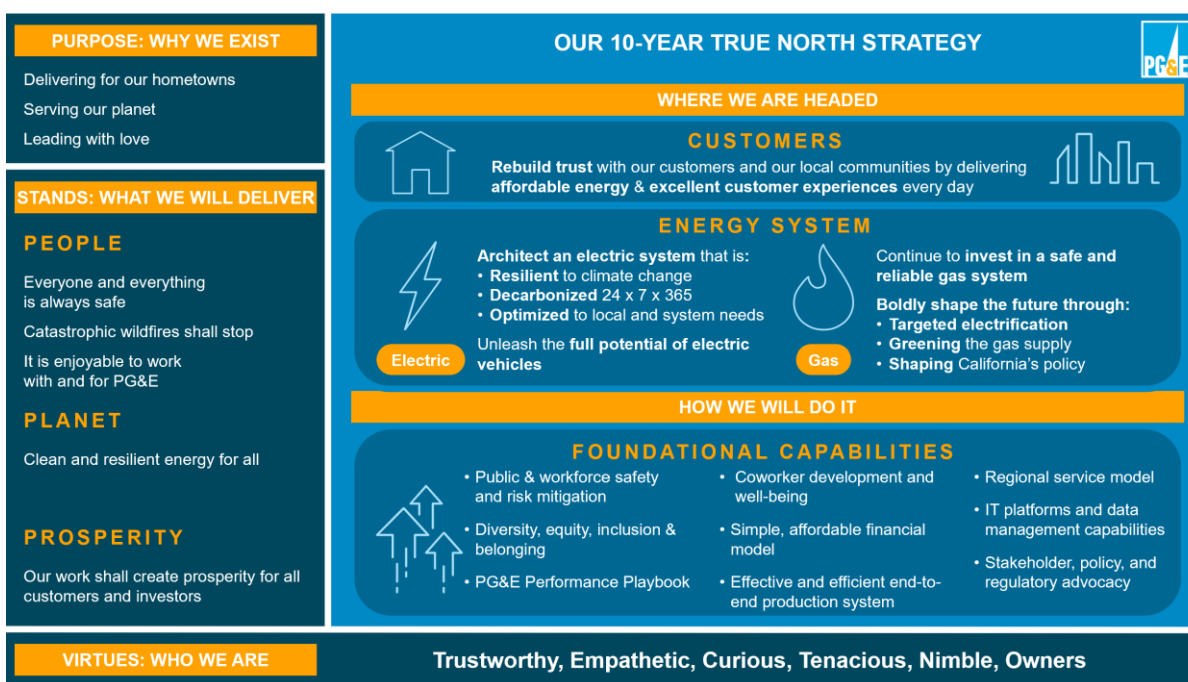 PURPOSE: WHY WE EXIST
Delivering for our hometowns
Serving our planet
Leading with love
STANDS: WHAT WE WILL DELIVER
PEOPLE
Everyone and everything
is always safe
Catastrophic wildfires shall stop
It is enjoyable to work
with and for PG&E
PLANET
Clean and resilient energy for all
PROSPERITY
Our work shall create prosperity for all
customers and investors
OUR 10-YEAR TRUE NORTH STRATEGY
PG&E
WHERE WE ARE HEADED
CUSTOMERS
Rebuild trust with our customers and our local communities by delivering
affordable energy & excellent customer experiences every day
ENERGY SYSTEM
Electric
Architect an electric system that is:
• Resilient to climate change
• Decarbonized 24 x 7 x 365
• Optimized to local and system needs
Unleash the full potential of electric
vehicles
Gas
Continue to invest in a safe and
reliable gas system
Boldly shape the future through:
• Targeted electrification
• Greening the gas supply
• Shaping California's policy
HOW WE WILL DO IT
FOUNDATIONAL CAPABILITIES
• Public & workforce safety
and risk mitigation
• Diversity, equity, inclusion &
belonging
• PG&E Performance Playbook
• Coworker development and
well-being
• Simple, affordable financial
model
• Effective and efficient end-to-
end production system
• Regional service model
• IT platforms and data
management capabilities
• Stakeholder, policy, and
regulatory advocacy
VIRTUES: WHO WE ARE
Trustworthy, Empathetic, Curious, Tenacious, Nimble, Owners